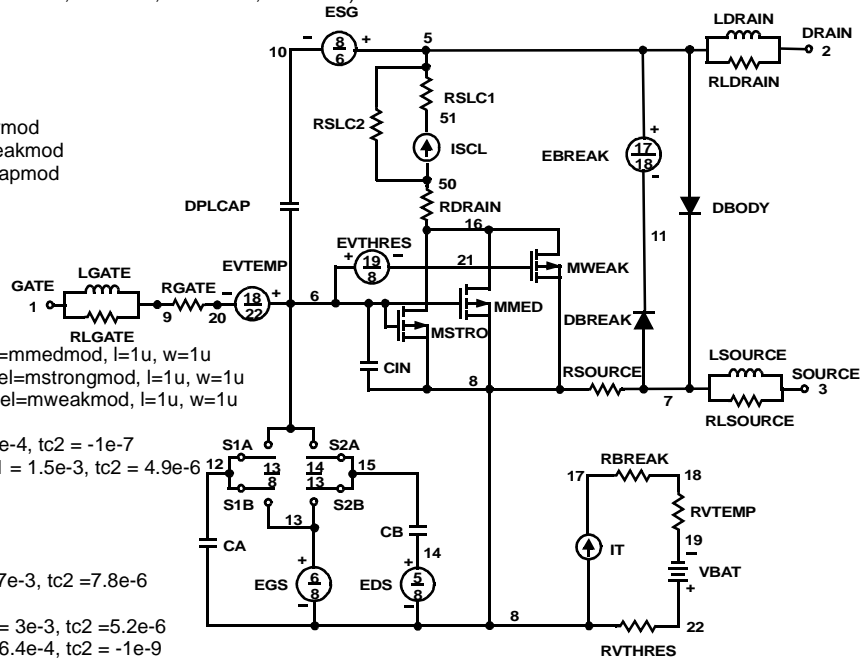 ESG
LDRAIN
DRAIN
2
10
- 8 6 +
5
RLDRAIN
RSLC1
51
RSLC2
ISCL
+ 17 18 -
EBREAK
50
RDRAIN
DPLCAP
DBODY
16
11
EVTHRES
+ 19 8 -
21
MWEAK
LGATE
GATE
1
RGATE
EVTEMP
- 18 22 +
6
MMED
9
20
RLGATE
MSTRO
DBREAK
CIN
8
RSOURCE
7
LSOURCE
SOURCE
3
RLSOURCE
eakmod
apmod
=mmedmod, l=1u, w=1u
el=mstrongmod, l=1u, w=1u
el=mweakmod, l=1u, w=1u
e-4, tc2 = -1e-7
1 = 1.5e-3, tc2 = 4.9e-6
7e-3, tc2 =7.8e-6
= 3e-3, tc2 =5.2e-6
6.4e-4, tc2 = -1e-9
S1A
S2A
12
13 8
14 13
15
S1B
S2B
13
CA
CB
14
EGS
+ 6 8 -
EDS
+ 5 8 -
8
17
RBREAK
18
RVTEMP
19
IT
- VBAT +
22
RVTHRES